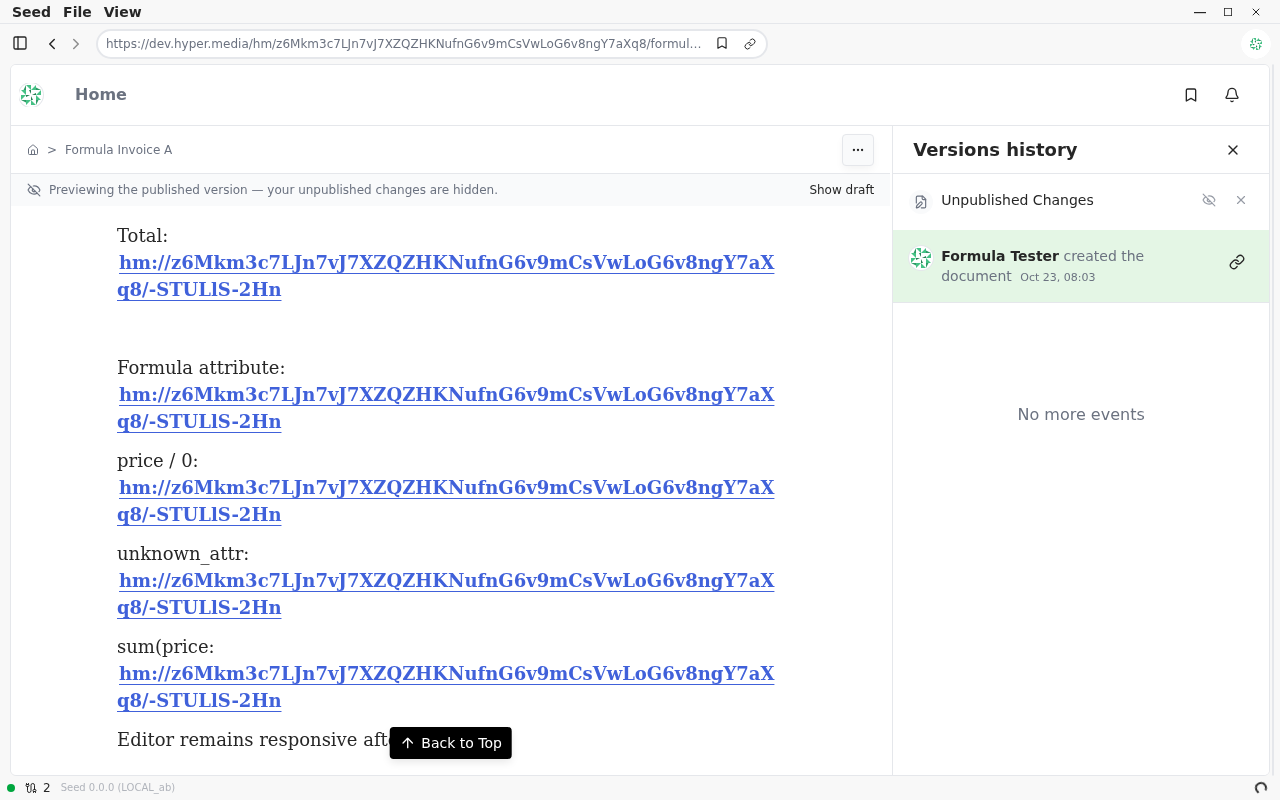 Seed File View
https://dev.hyper.media/hm/z6Mkm3c7LJn7vJ7XZQZHKNufnG6v9mCsVwLoG6v8ngY7aXq8/formul...
Home
> Formula Invoice A
...
Previewing the published version — your unpublished changes are hidden.
Show draft
Total:
hm://z6Mkm3c7LJn7vJ7XZQZHKNufnG6v9mCsVwLoG6v8ngY7aX
q8/-STULlS-2Hn
Formula attribute:
hm://z6Mkm3c7LJn7vJ7XZQZHKNufnG6v9mCsVwLoG6v8ngY7aX
q8/-STULlS-2Hn
price / 0:
hm://z6Mkm3c7LJn7vJ7XZQZHKNufnG6v9mCsVwLoG6v8ngY7aX
q8/-STULlS-2Hn
unknown_attr:
hm://z6Mkm3c7LJn7vJ7XZQZHKNufnG6v9mCsVwLoG6v8ngY7aX
q8/-STULlS-2Hn
sum(price:
hm://z6Mkm3c7LJn7vJ7XZQZHKNufnG6v9mCsVwLoG6v8ngY7aX
q8/-STULlS-2Hn
Editor remains responsive
Back to Top
Versions history
Unpublished Changes
Formula Tester created the
document Oct 23, 08:03
No more events
2 Seed 0.0.0 (LOCAL_ab)